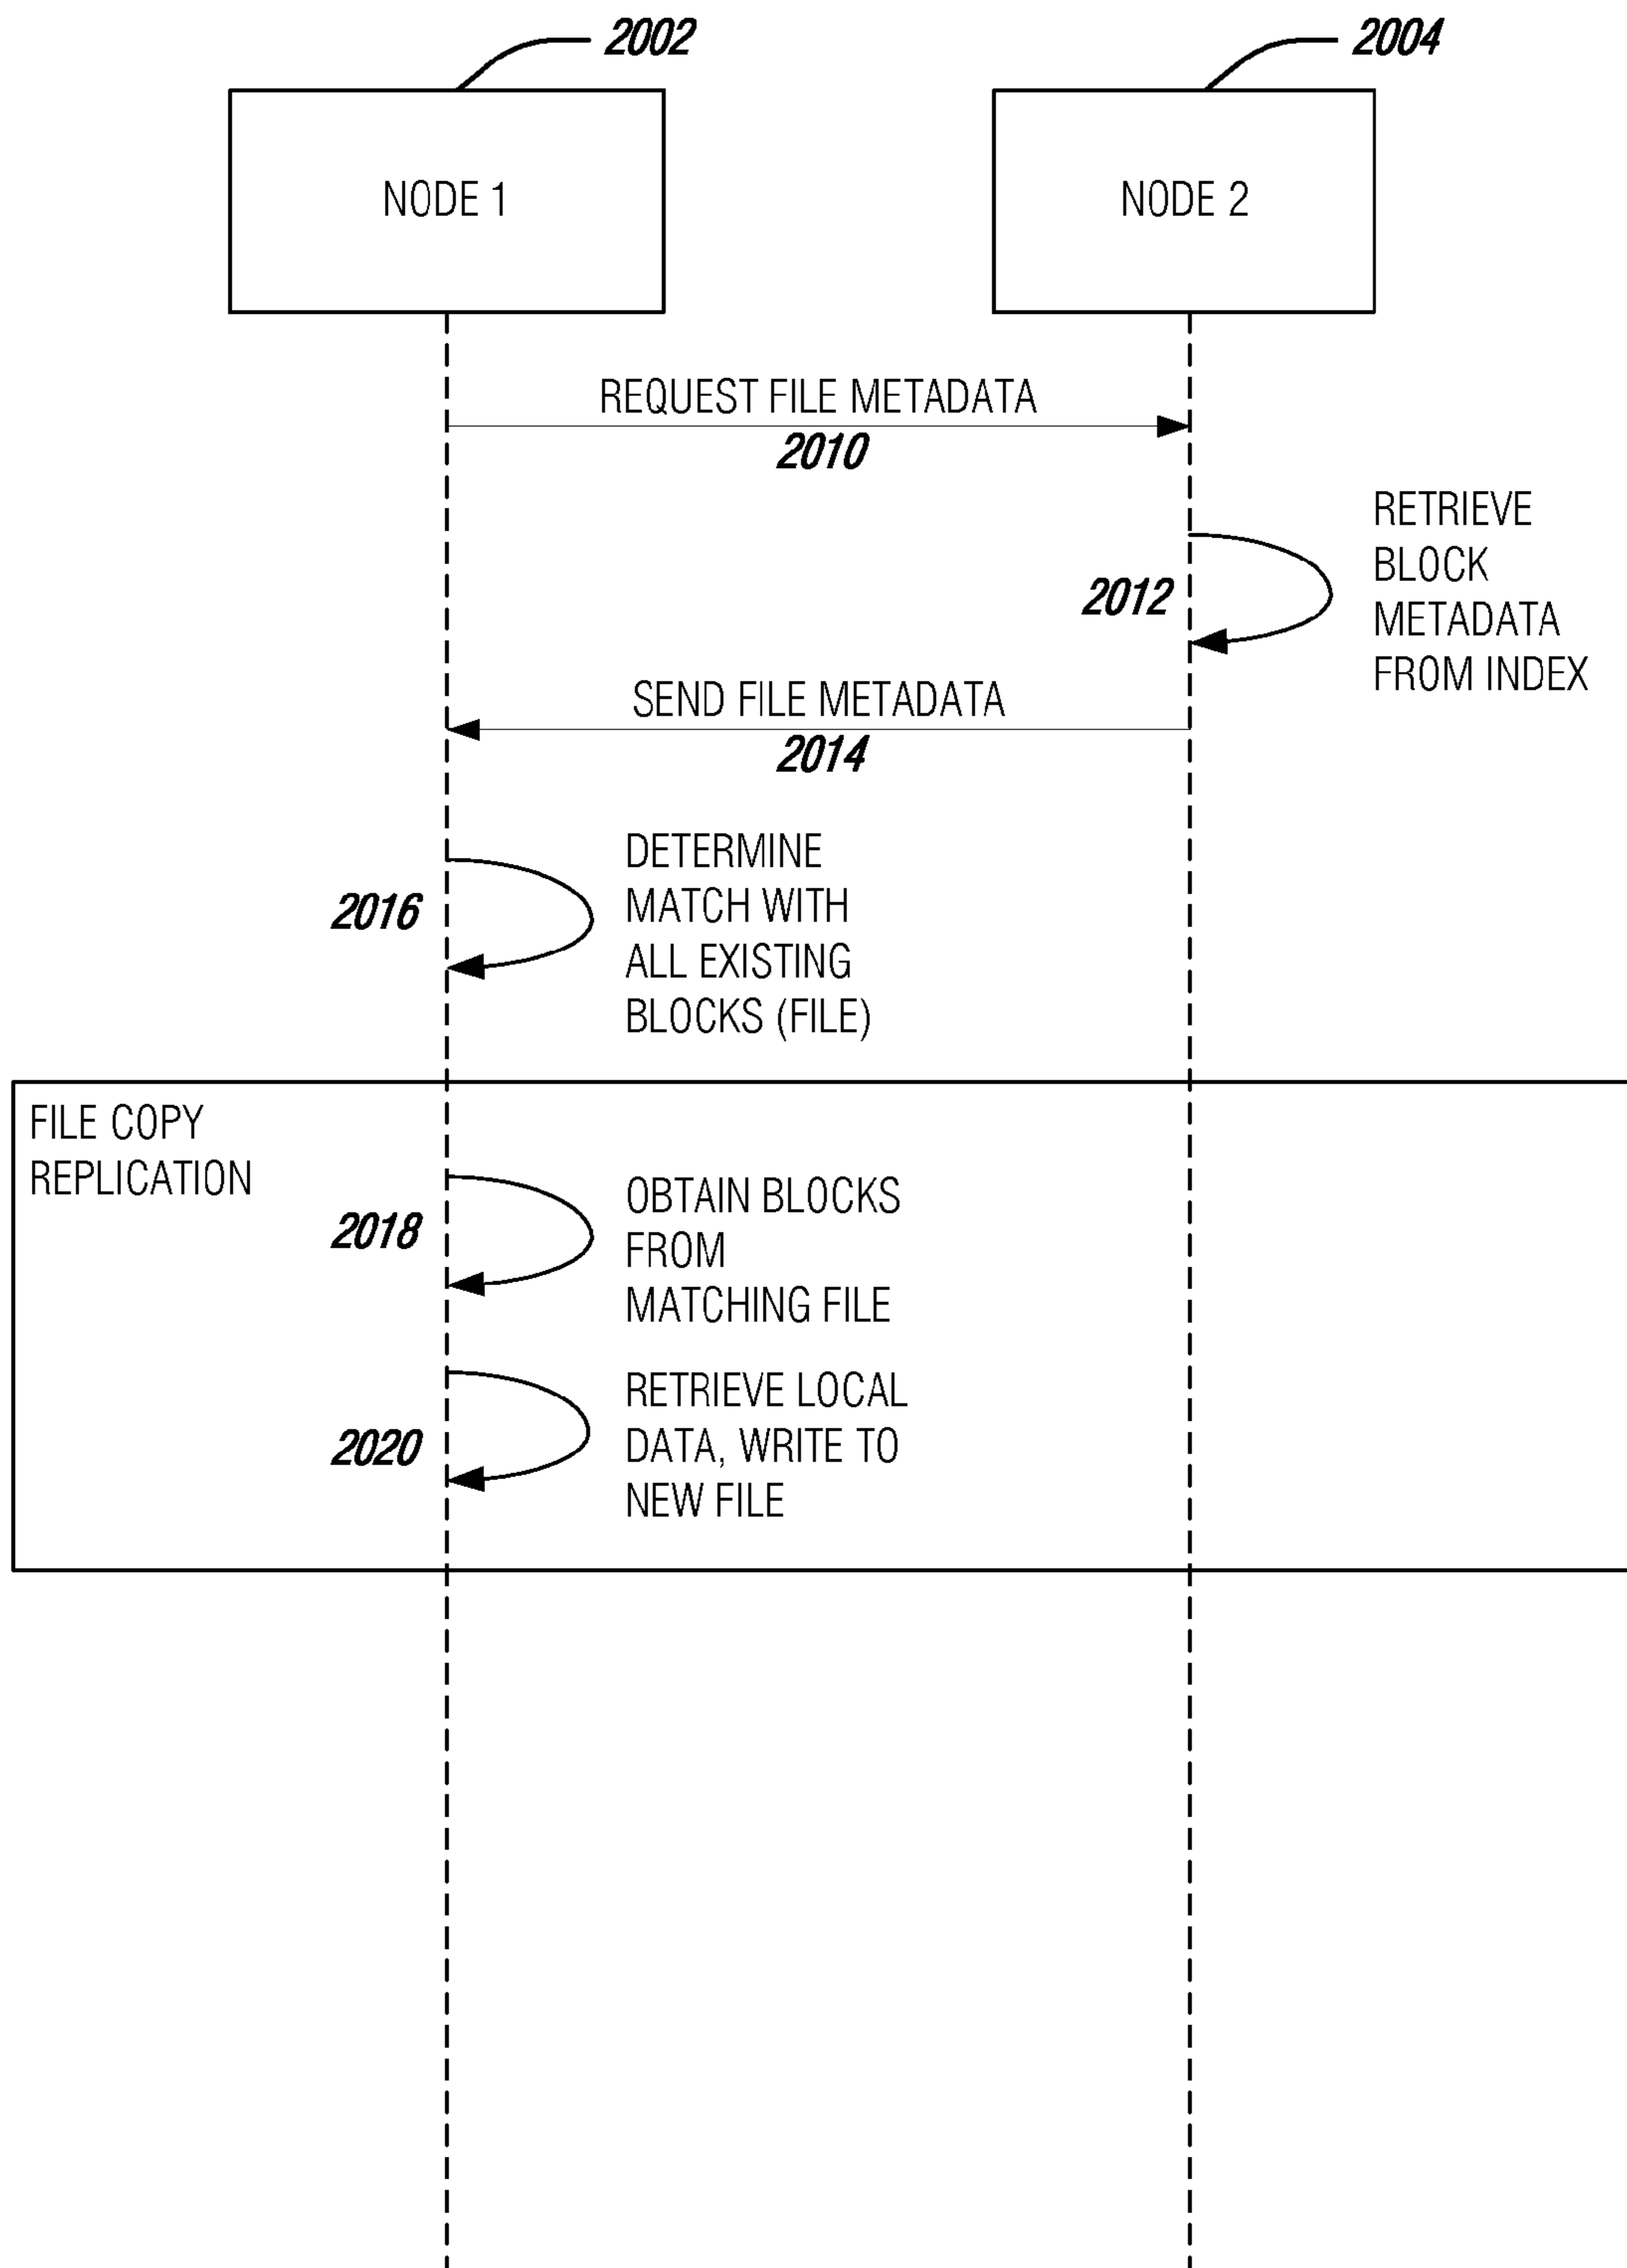 2002
2004
NODE 1
NODE 2
REQUEST FILE METADATA
2010
RETRIEVE
BLOCK
METADATA
FROM INDEX
2012
SEND FILE METADATA
2014
DETERMINE
MATCH WITH
ALL EXISTING
BLOCKS (FILE)
2016
FILE COPY
REPLICATION
OBTAIN BLOCKS
FROM
MATCHING FILE
2018
RETRIEVE LOCAL
DATA, WRITE TO
NEW FILE
2020